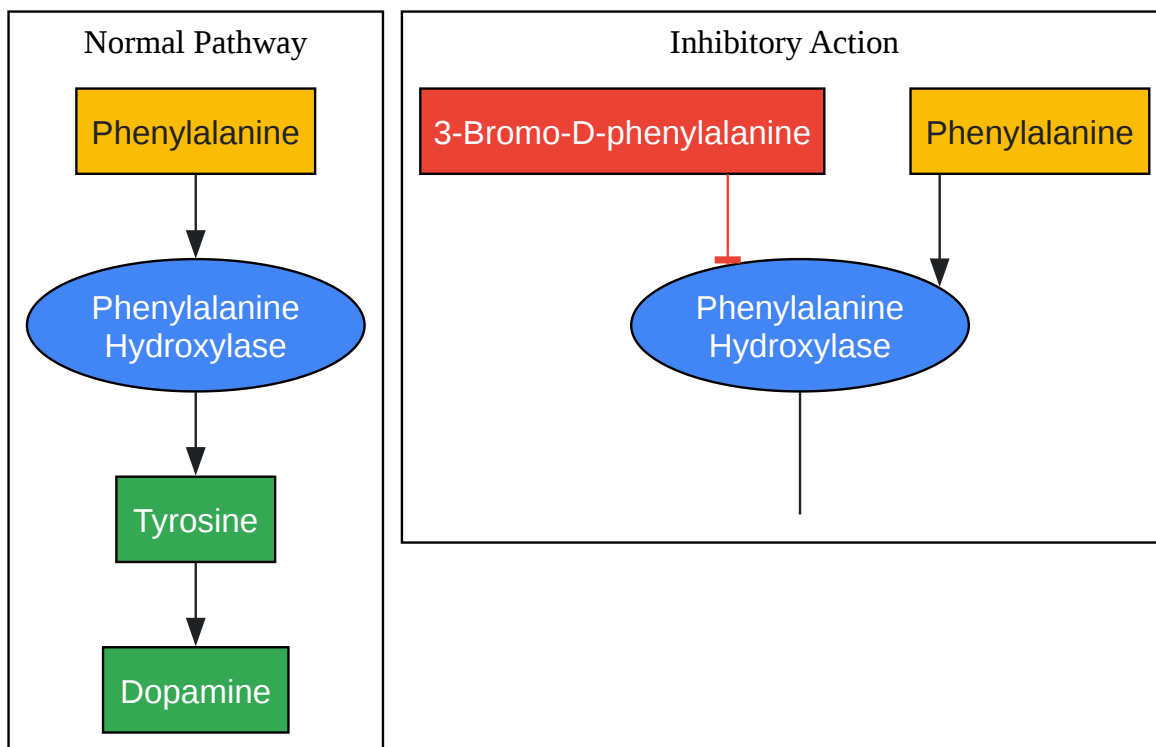 Normal Pathway
Phenylalanine
Phenylalanine
Hydroxylase
Tyrosine
Dopamine
Inhibitory Action
3-Bromo-D-phenylalanine
Phenylalanine
Phenylalanine
Hydroxylase